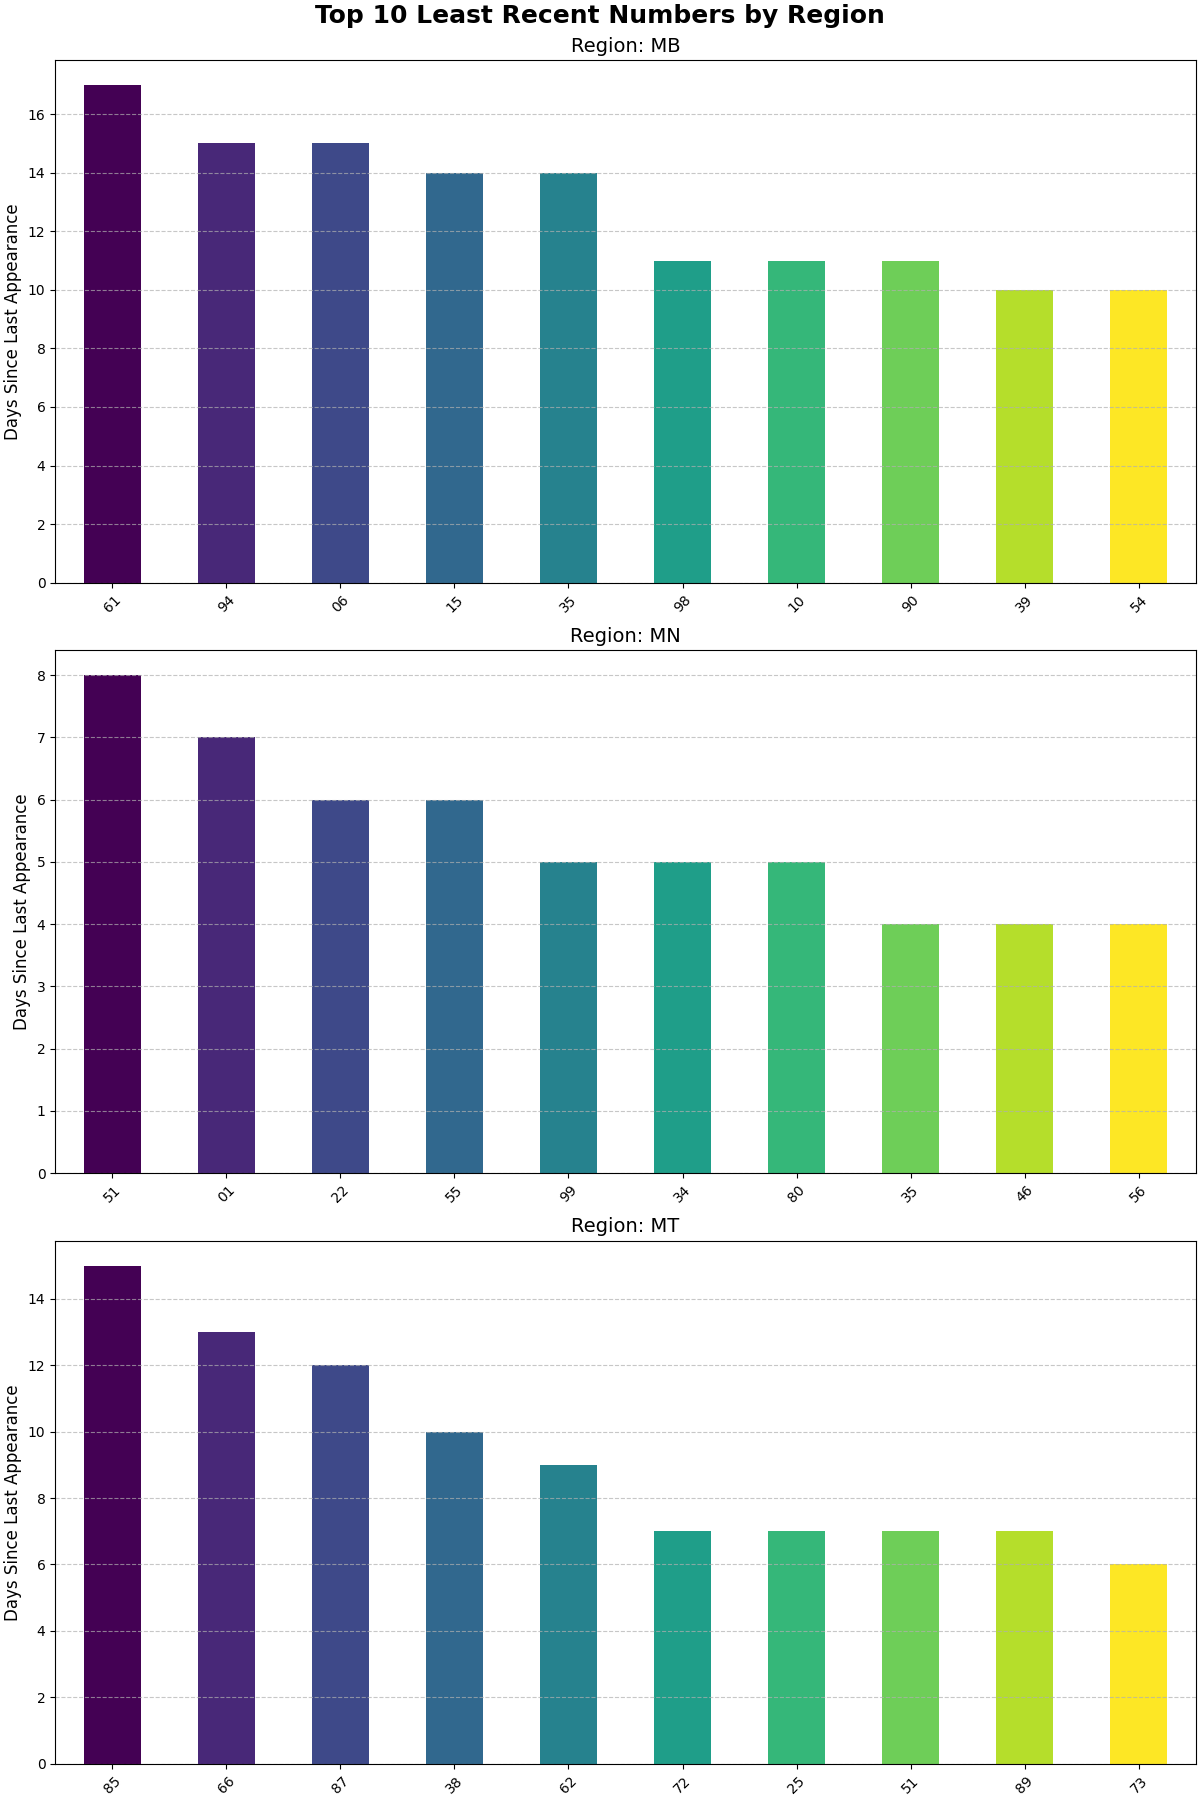 Top 10 Least Recent Numbers by Region
Region: MB
Days Since Last Appearance
16
14
12
10
8
6
4
2
0
61 94 06 15 35 98 10 90 39 54
Region: MN
Days Since Last Appearance
8
7
6
5
4
3
2
1
0
51 01 22 55 99 34 80 35 46 56
Region: MT
Days Since Last Appearance
14
12
10
8
6
4
2
0
85 66 87 38 62 72 25 51 89 73